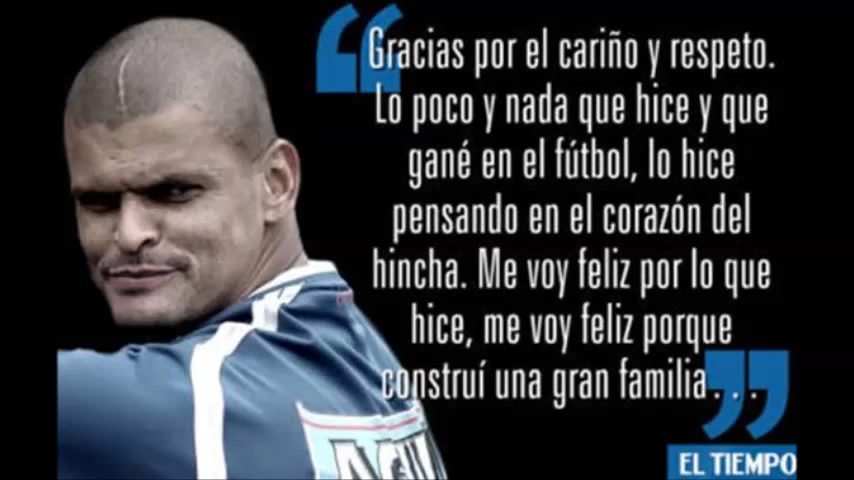 Gracias por el cariño y respeto.
Lo poco y nada que hice y que
gané en el fútbol, lo hice
pensando en el corazón del
hincha. Me voy feliz por lo que
hice, me voy feliz porque
construí una gran familia...
EL TIEMPO